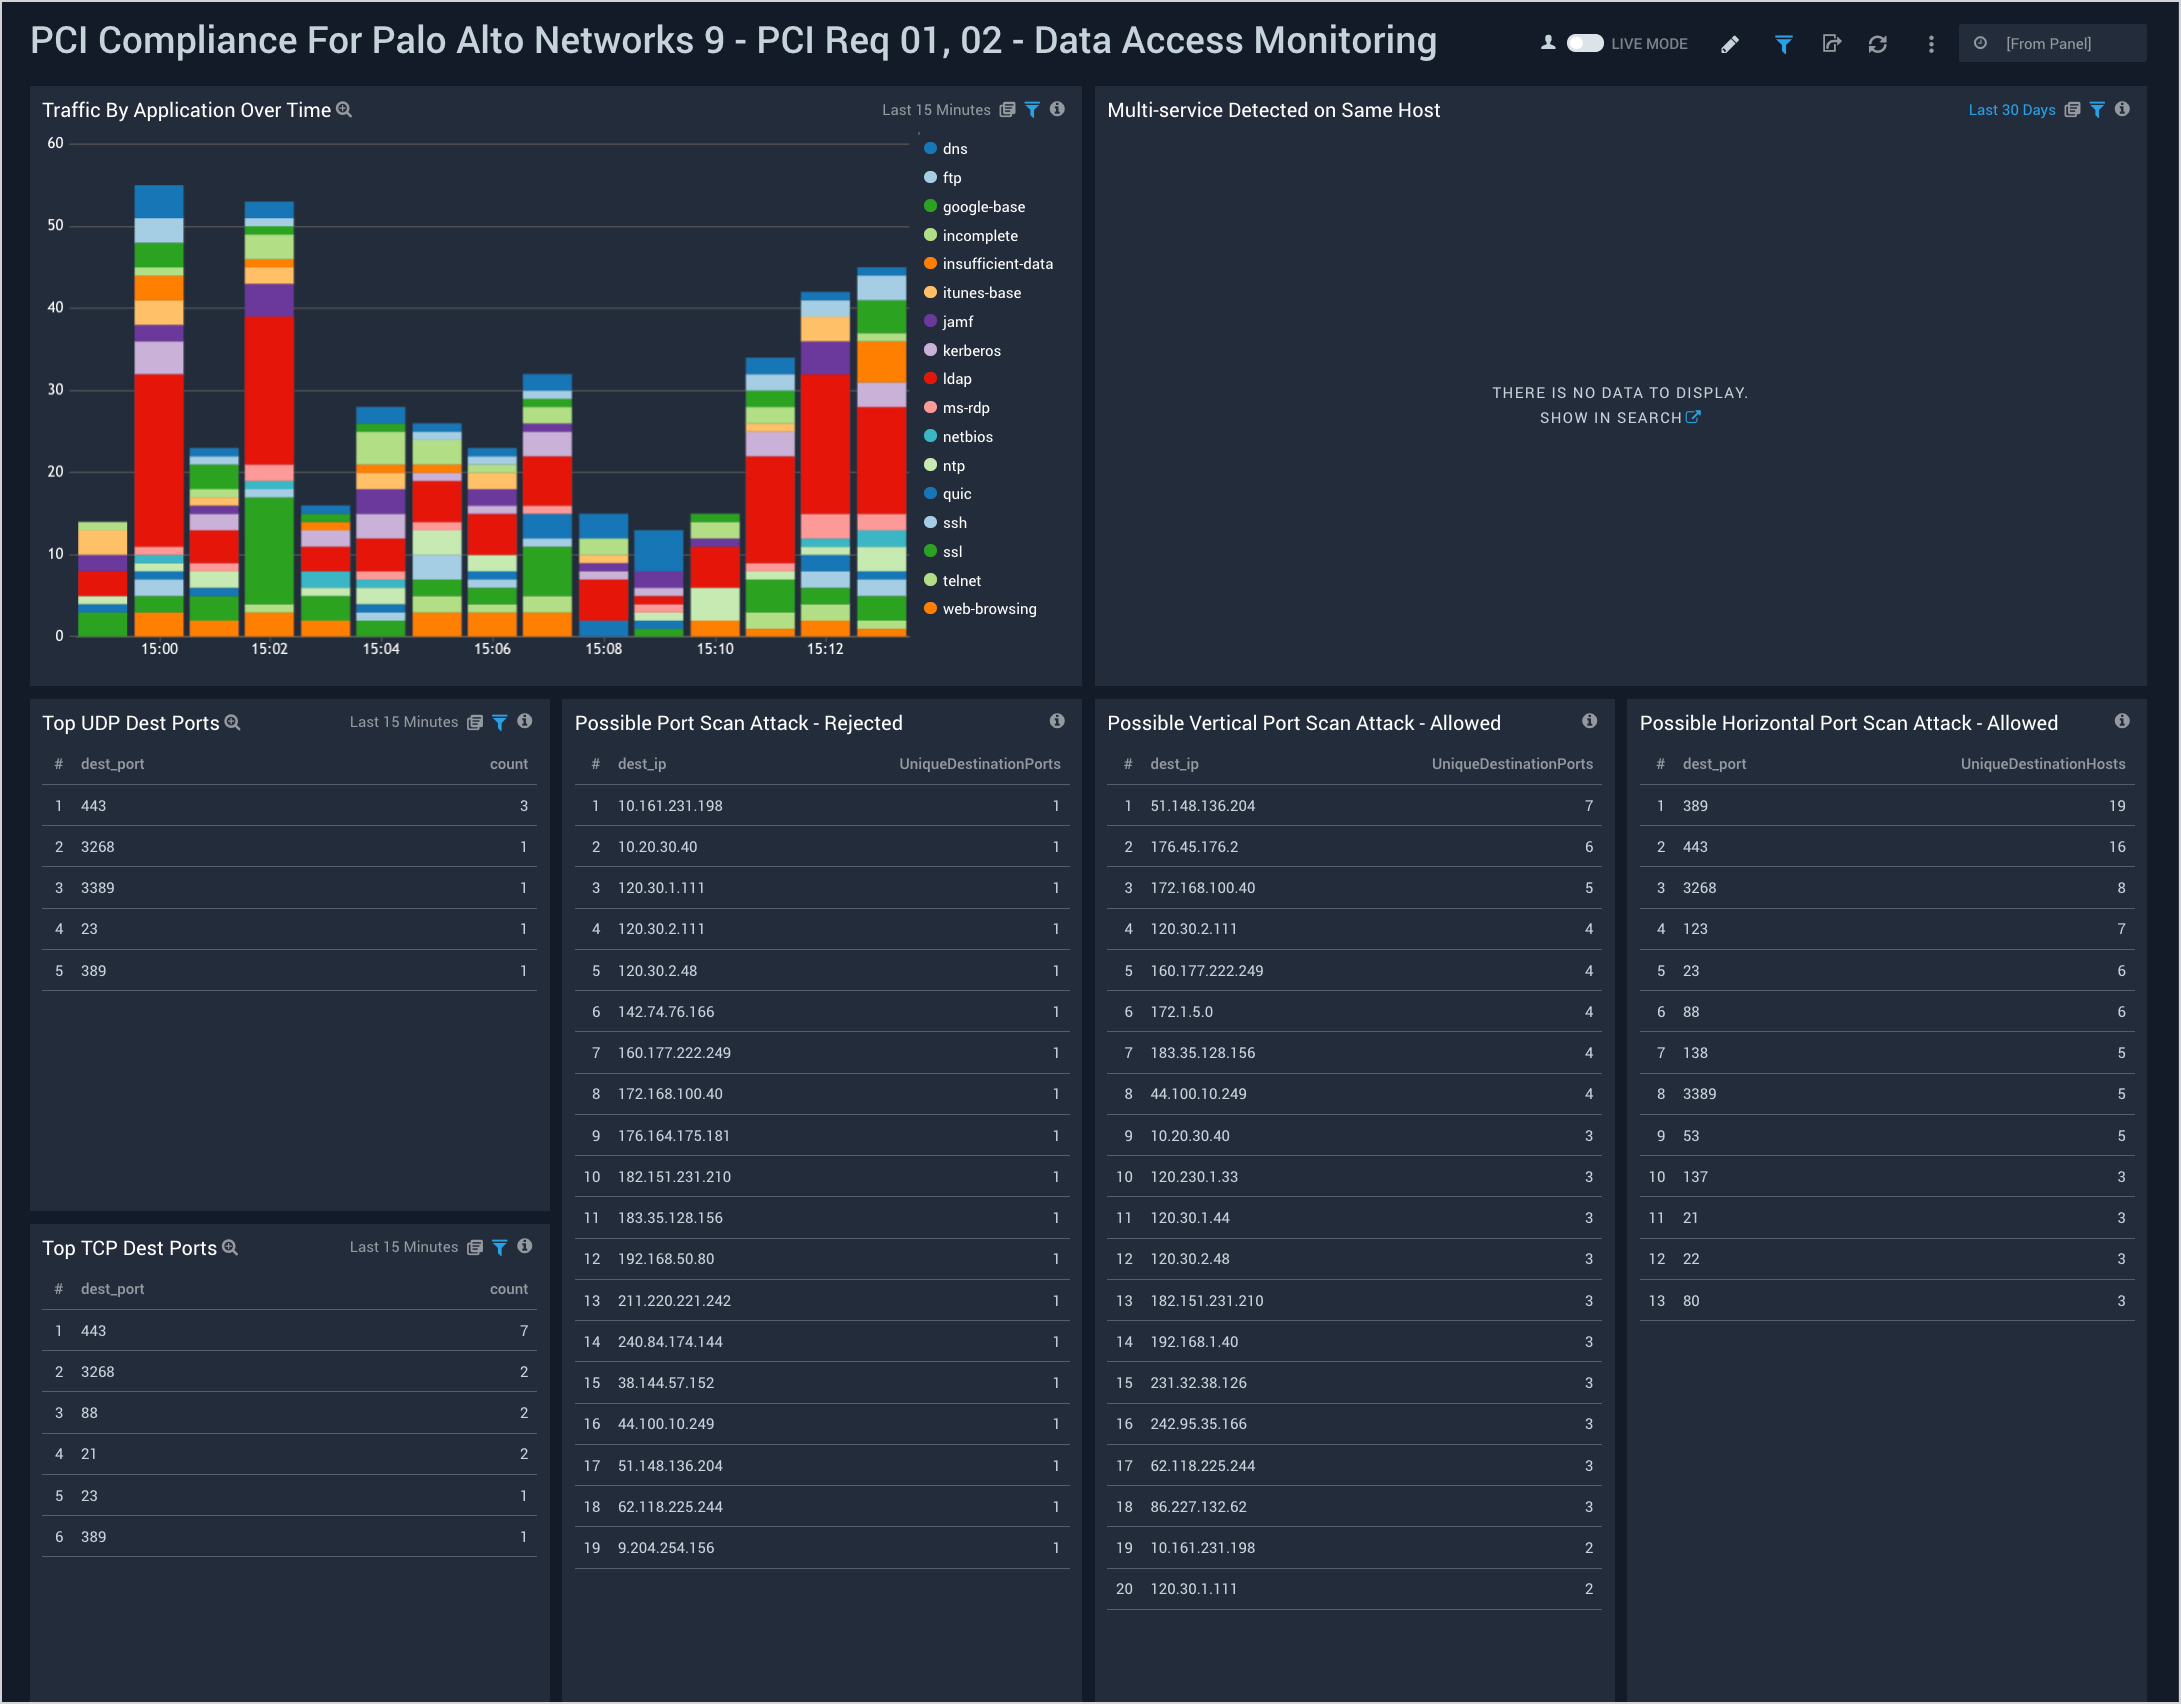 PCI Compliance For Palo Alto Networks 9 - PCI Req 01, 02 - Data Access Monitoring
LIVE MODE
[From Panel]
Traffic By Application Over Time
Last 15 Minutes
60
50
40
30
20
10
0
15:00 15:02 15:04 15:06 15:08 15:10 15:12
dns
ftp
google-base
incomplete
insufficient-data
itunes-base
jamf
kerberos
ldap
ms-rdp
netbios
ntp
quic
ssh
ssl
telnet
web-browsing
Multi-service Detected on Same Host
Last 30 Days
THERE IS NO DATA TO DISPLAY.
SHOW IN SEARCH
Top UDP Dest Ports
Last 15 Minutes
# dest_port count
1 443 3
2 3268 1
3 3389 1
4 23 1
5 389 1
Top TCP Dest Ports
Last 15 Minutes
# dest_port count
1 443 7
2 3268 2
3 88 2
4 21 2
5 23 1
6 389 1
Possible Port Scan Attack - Rejected
# dest_ip UniqueDestinationPorts
1 10.161.231.198 1
2 10.20.30.40 1
3 120.30.1.111 1
4 120.30.2.111 1
5 120.30.2.48 1
6 142.74.76.166 1
7 160.177.222.249 1
8 172.168.100.40 1
9 176.164.175.181 1
10 182.151.231.210 1
11 183.35.128.156 1
12 192.168.50.80 1
13 211.220.221.242 1
14 240.84.174.144 1
15 38.144.57.152 1
16 44.100.10.249 1
17 51.148.136.204 1
18 62.118.225.244 1
19 9.204.254.156 1
Possible Vertical Port Scan Attack - Allowed
# dest_ip UniqueDestinationPorts
1 51.148.136.204 7
2 176.45.176.2 6
3 172.168.100.40 5
4 120.30.2.111 4
5 160.177.222.249 4
6 172.1.5.0 4
7 183.35.128.156 4
8 44.100.10.249 4
9 10.20.30.40 3
10 120.230.1.33 3
11 120.30.1.44 3
12 120.30.2.48 3
13 182.151.231.210 3
14 192.168.1.40 3
15 231.32.38.126 3
16 242.95.35.166 3
17 62.118.225.244 3
18 86.227.132.62 3
19 10.161.231.198 2
20 120.30.1.111 2
Possible Horizontal Port Scan Attack - Allowed
# dest_port UniqueDestinationHosts
1 389 19
2 443 16
3 3268 8
4 123 7
5 23 6
6 88 6
7 138 5
8 3389 5
9 53 5
10 137 3
11 21 3
12 22 3
13 80 3